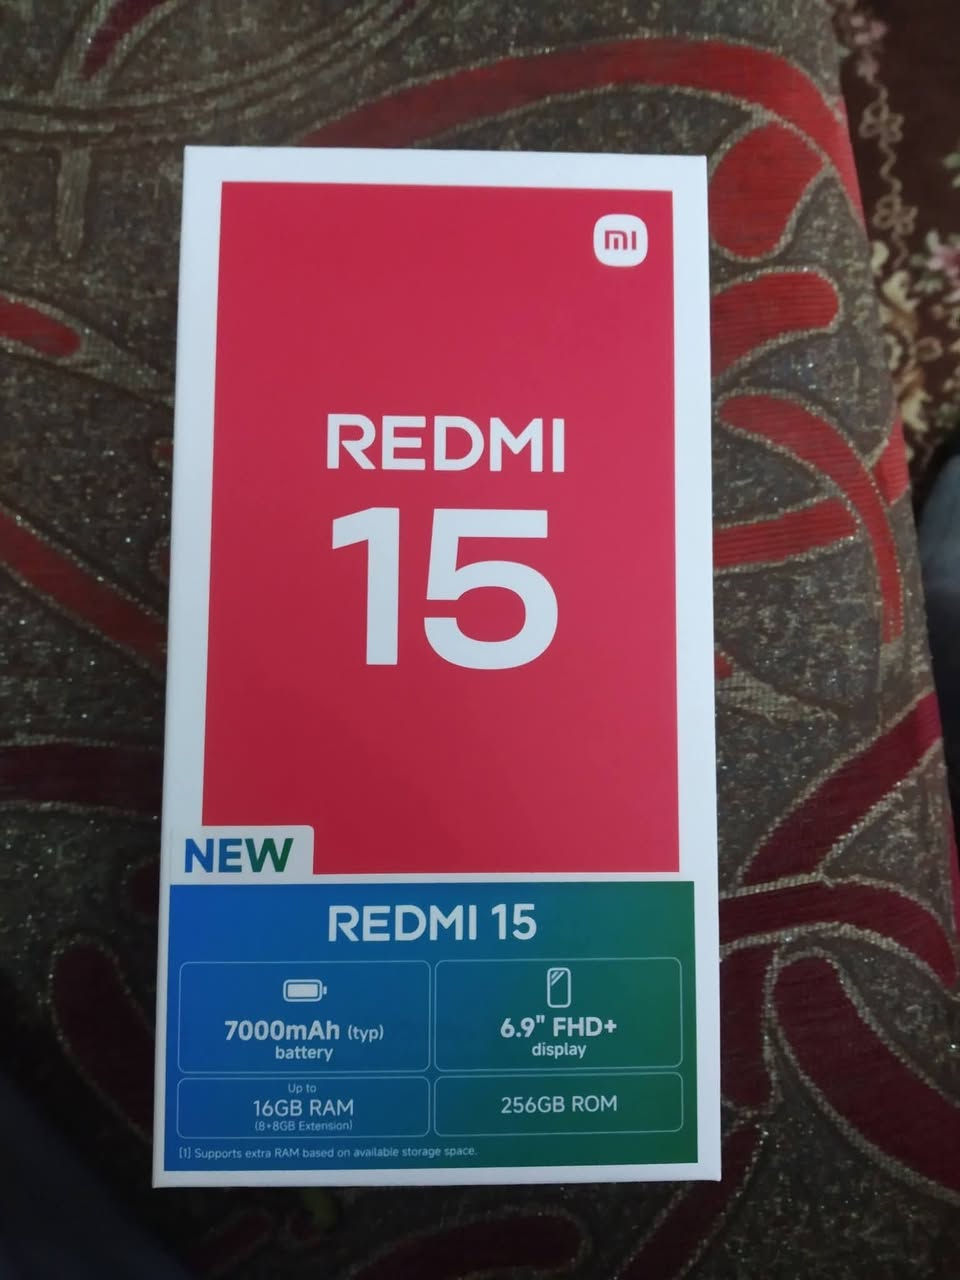 mi
REDMI
15
NEW
REDMI 15
7000mAh (typ)
battery
6.9" FHD+
display
Up to
16GB RAM
(8+8GB Extension)
256GB ROM
[1] Supports extra RAM based on available storage space.